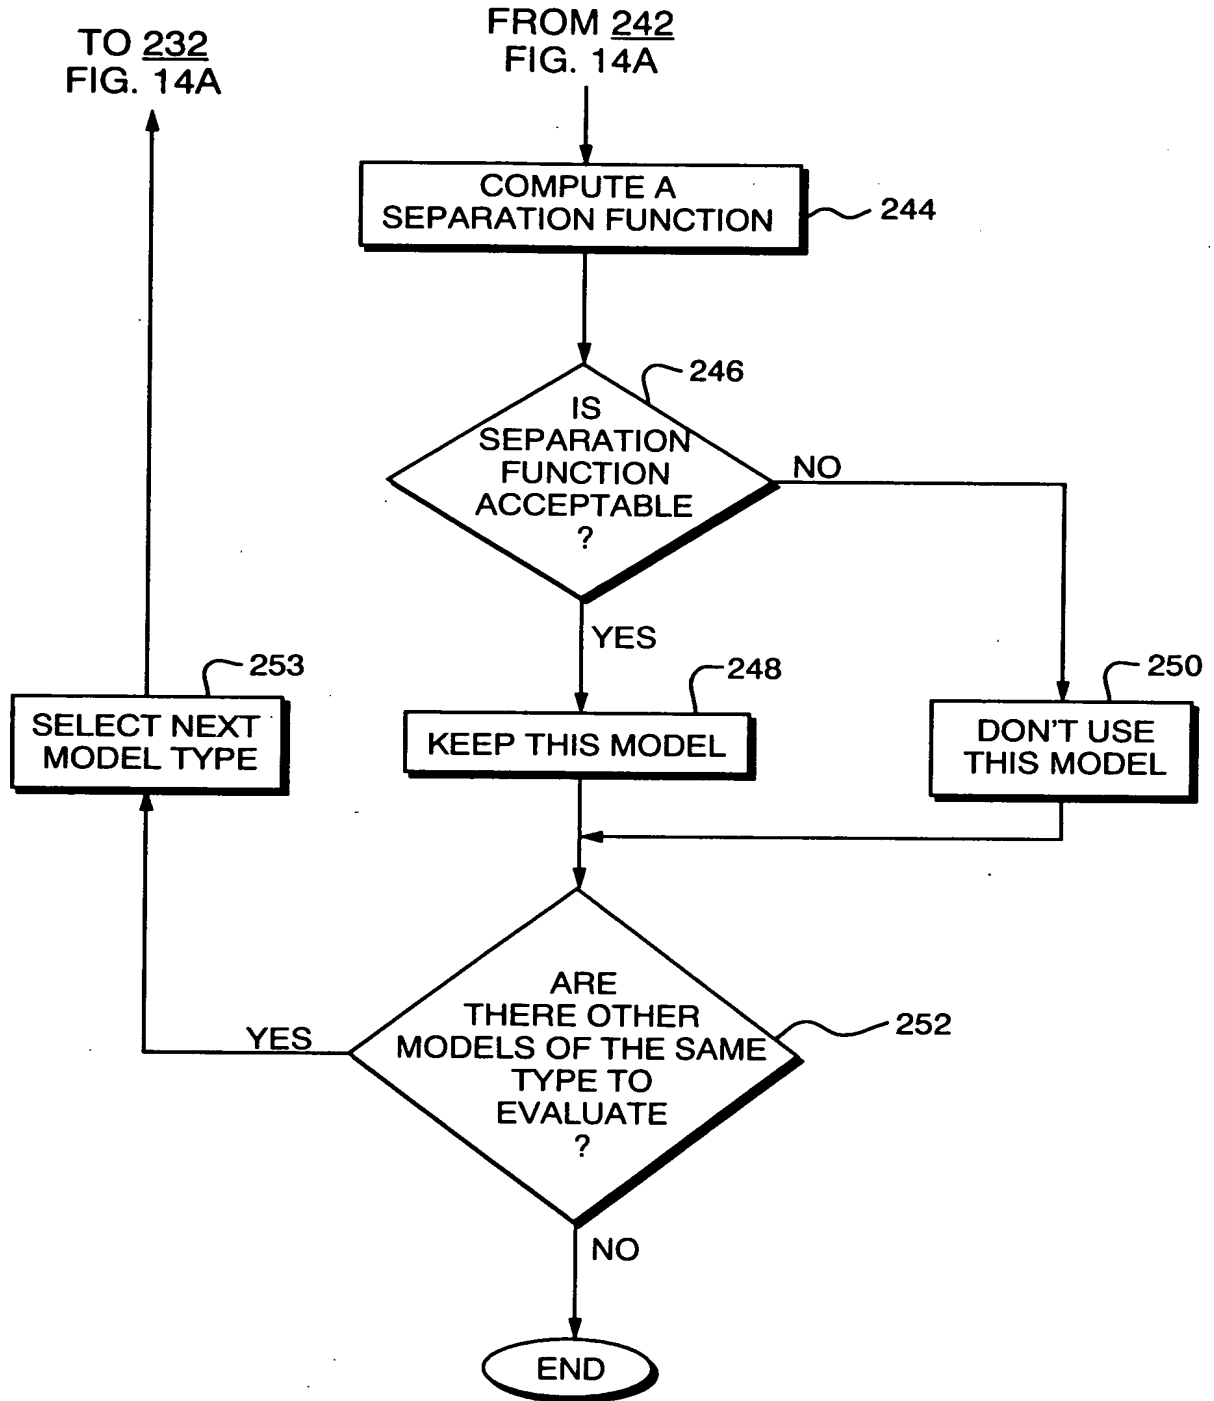 TO 232
FIG. 14A
FROM 242
FIG. 14A
COMPUTE A
SEPARATION FUNCTION
244
246
IS
SEPARATION
FUNCTION
ACCEPTABLE
?
NO
YES
253
SELECT NEXT
MODEL TYPE
248
KEEP THIS MODEL
250
DON'T USE
THIS MODEL
ARE
THERE OTHER
MODELS OF THE SAME
TYPE TO
EVALUATE
?
252
YES
NO
END